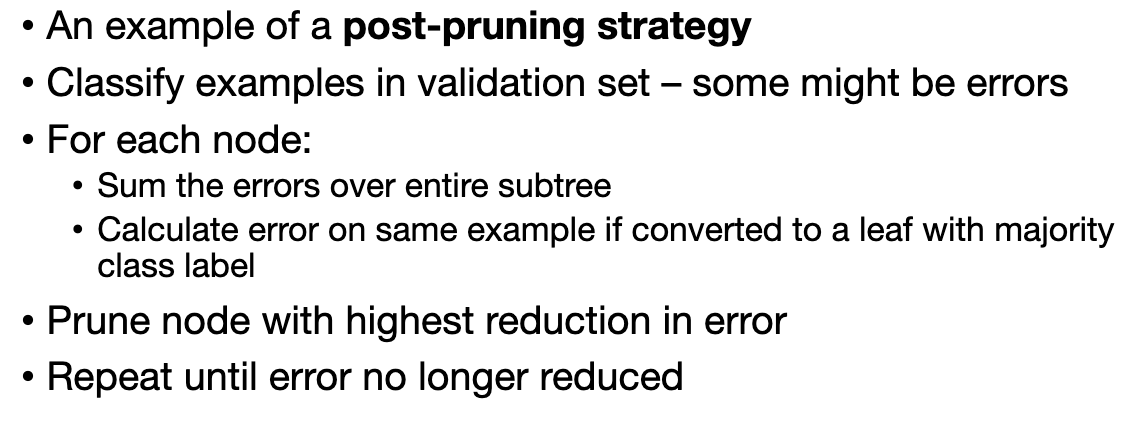 • An example of a post-pruning strategy
• Classify examples in validation set – some might be errors
• For each node:
• Sum the errors over entire subtree
• Calculate error on same example if converted to a leaf with majority
class label
• Prune node with highest reduction in error
• Repeat until error no longer reduced